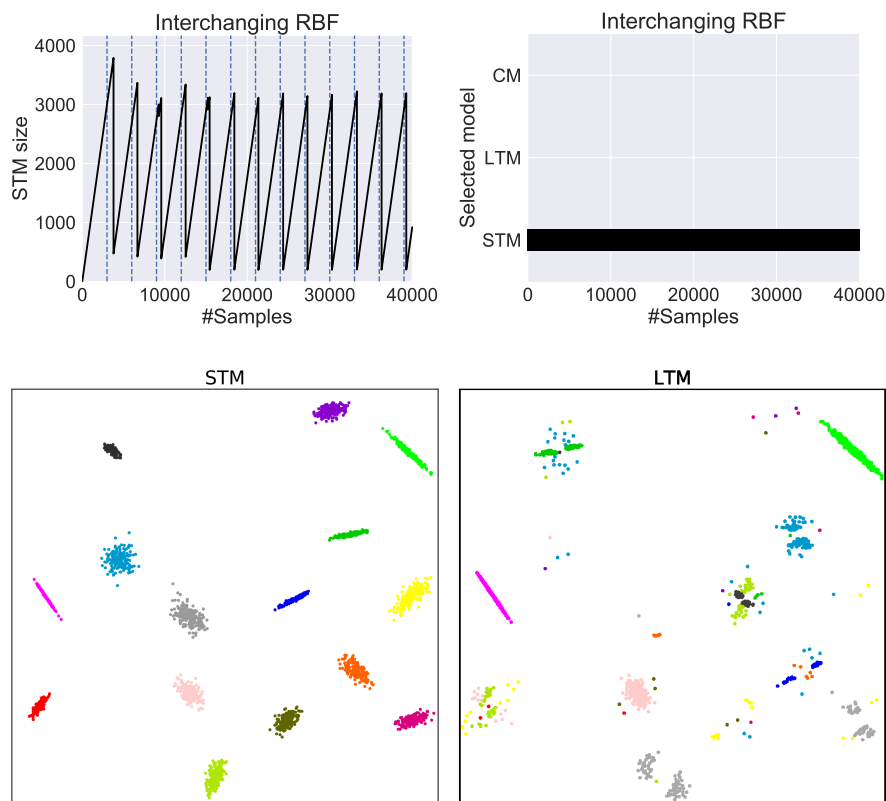 Interchanging RBF
4000
3000
2000
1000
0
STM size
0
10000
20000
30000
40000
#Samples
Interchanging RBF
CM
LTM
STM
Selected model
0
10000
20000
30000
40000
#Samples
STM
LTM